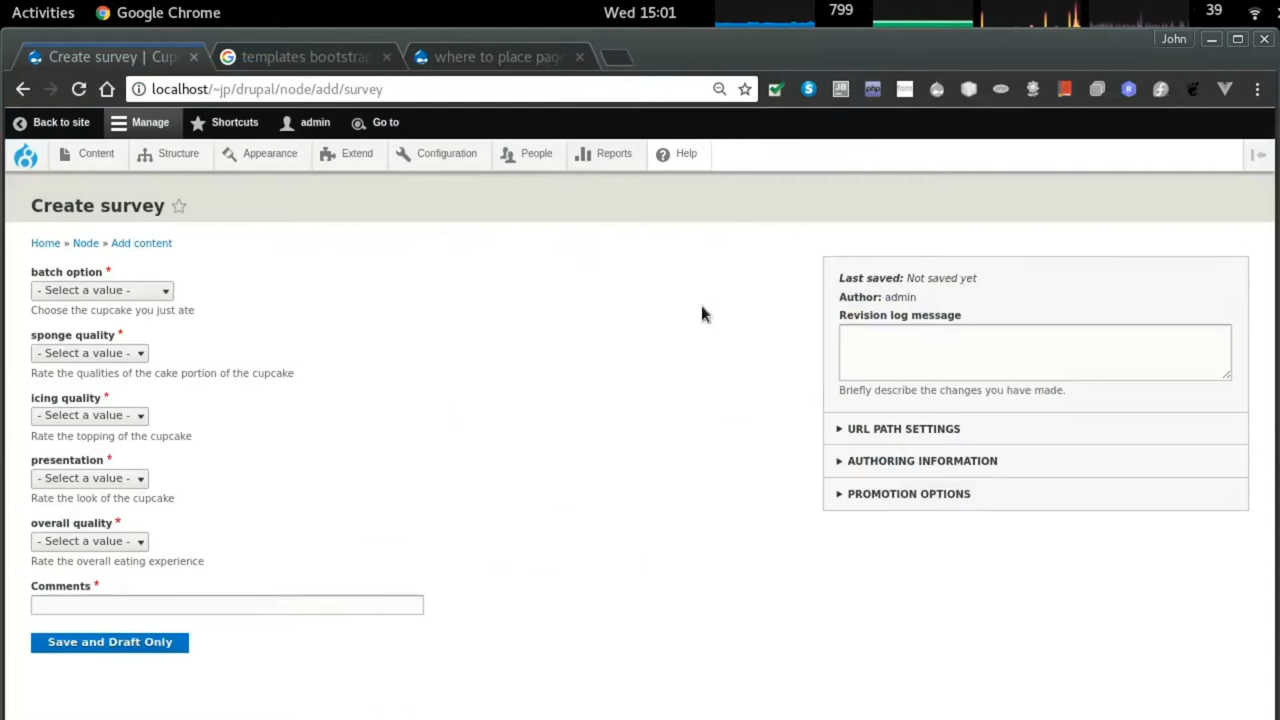 Activities Google Chrome Wed 15:01 799 39
John
Create survey | Cup templates bootstrap where to place pag
localhost/~jp/drupal/node/add/survey
Back to site Manage Shortcuts admin Go to
Content Structure Appearance Extend Configuration People Reports Help
Create survey
Home » Node » Add content
batch option *
- Select a value -
Choose the cupcake you just ate
sponge quality *
- Select a value -
Rate the qualities of the cake portion of the cupcake
icing quality *
- Select a value -
Rate the topping of the cupcake
presentation *
- Select a value -
Rate the look of the cupcake
overall quality *
- Select a value -
Rate the overall eating experience
Comments *
Save and Draft Only
Last saved: Not saved yet
Author: admin
Revision log message
Briefly describe the changes you have made.
URL PATH SETTINGS
AUTHORING INFORMATION
PROMOTION OPTIONS